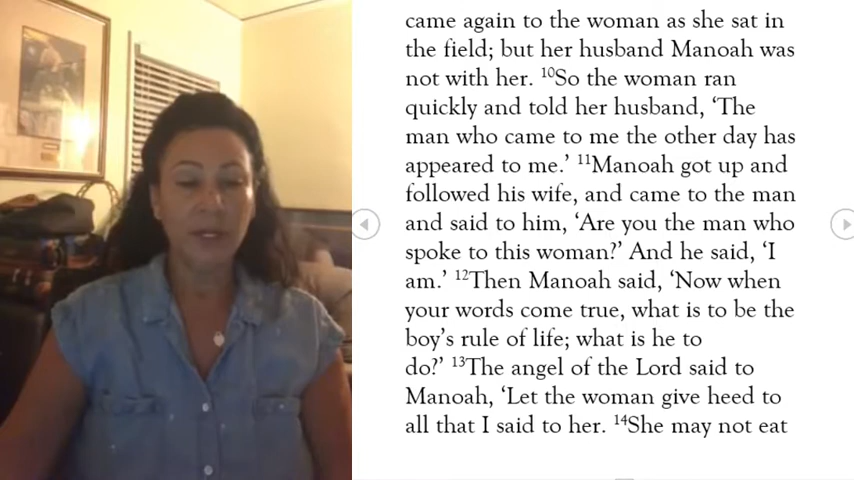 came again to the woman as she sat in
the field; but her husband Manoah was
not with her. ¹⁰So the woman ran
quickly and told her husband, ‘The
man who came to me the other day has
appeared to me.’ ¹¹Manoah got up and
followed his wife, and came to the man
and said to him, ‘Are you the man who
spoke to this woman?’ And he said, ‘I
am.’ ¹²Then Manoah said, ‘Now when
your words come true, what is to be the
boy’s rule of life; what is he to
do?’ ¹³The angel of the Lord said to
Manoah, ‘Let the woman give heed to
all that I said to her. ¹⁴She may not eat